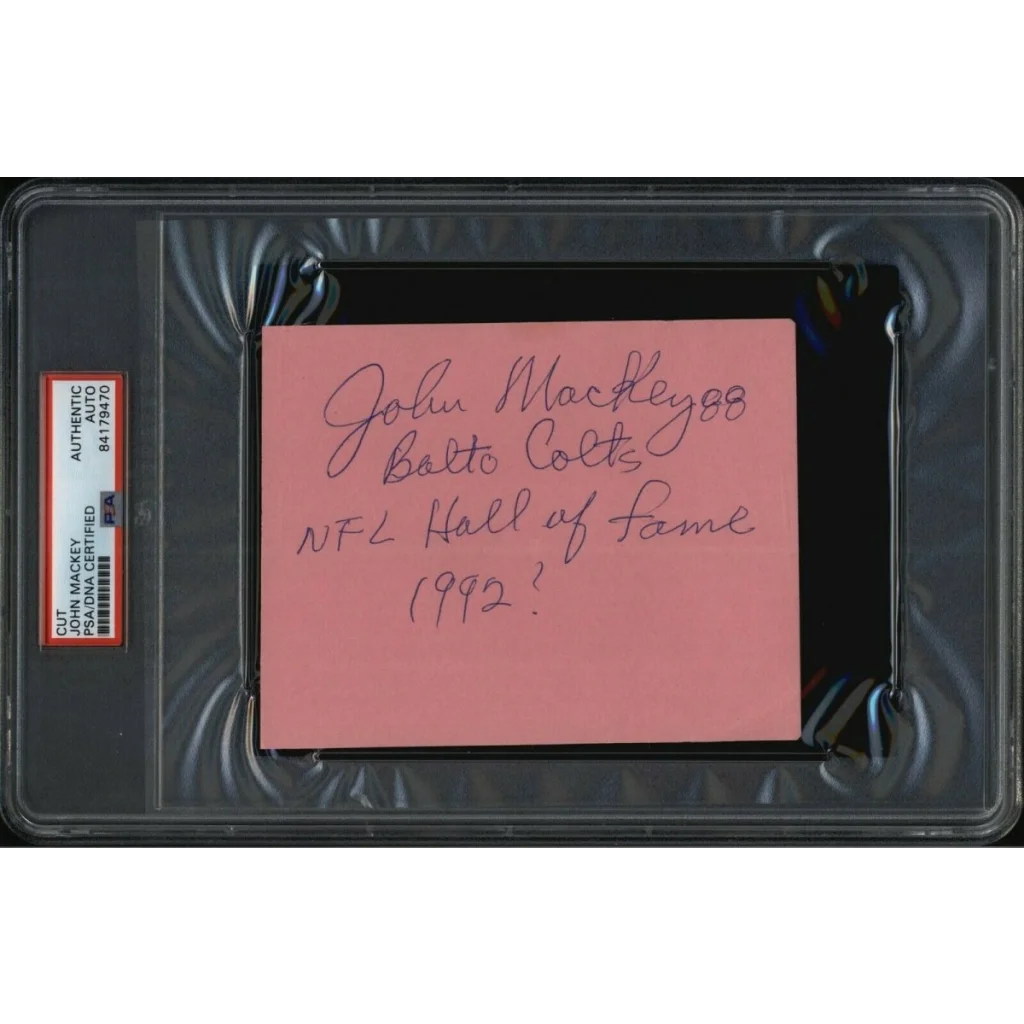 John Mackey 88
Balto Colts
NFL Hall of Fame
1992?
CUT
JOHN MACKEY
PSA/DNA CERTIFIED
PSA
AUTHENTIC
AUTO
84179470